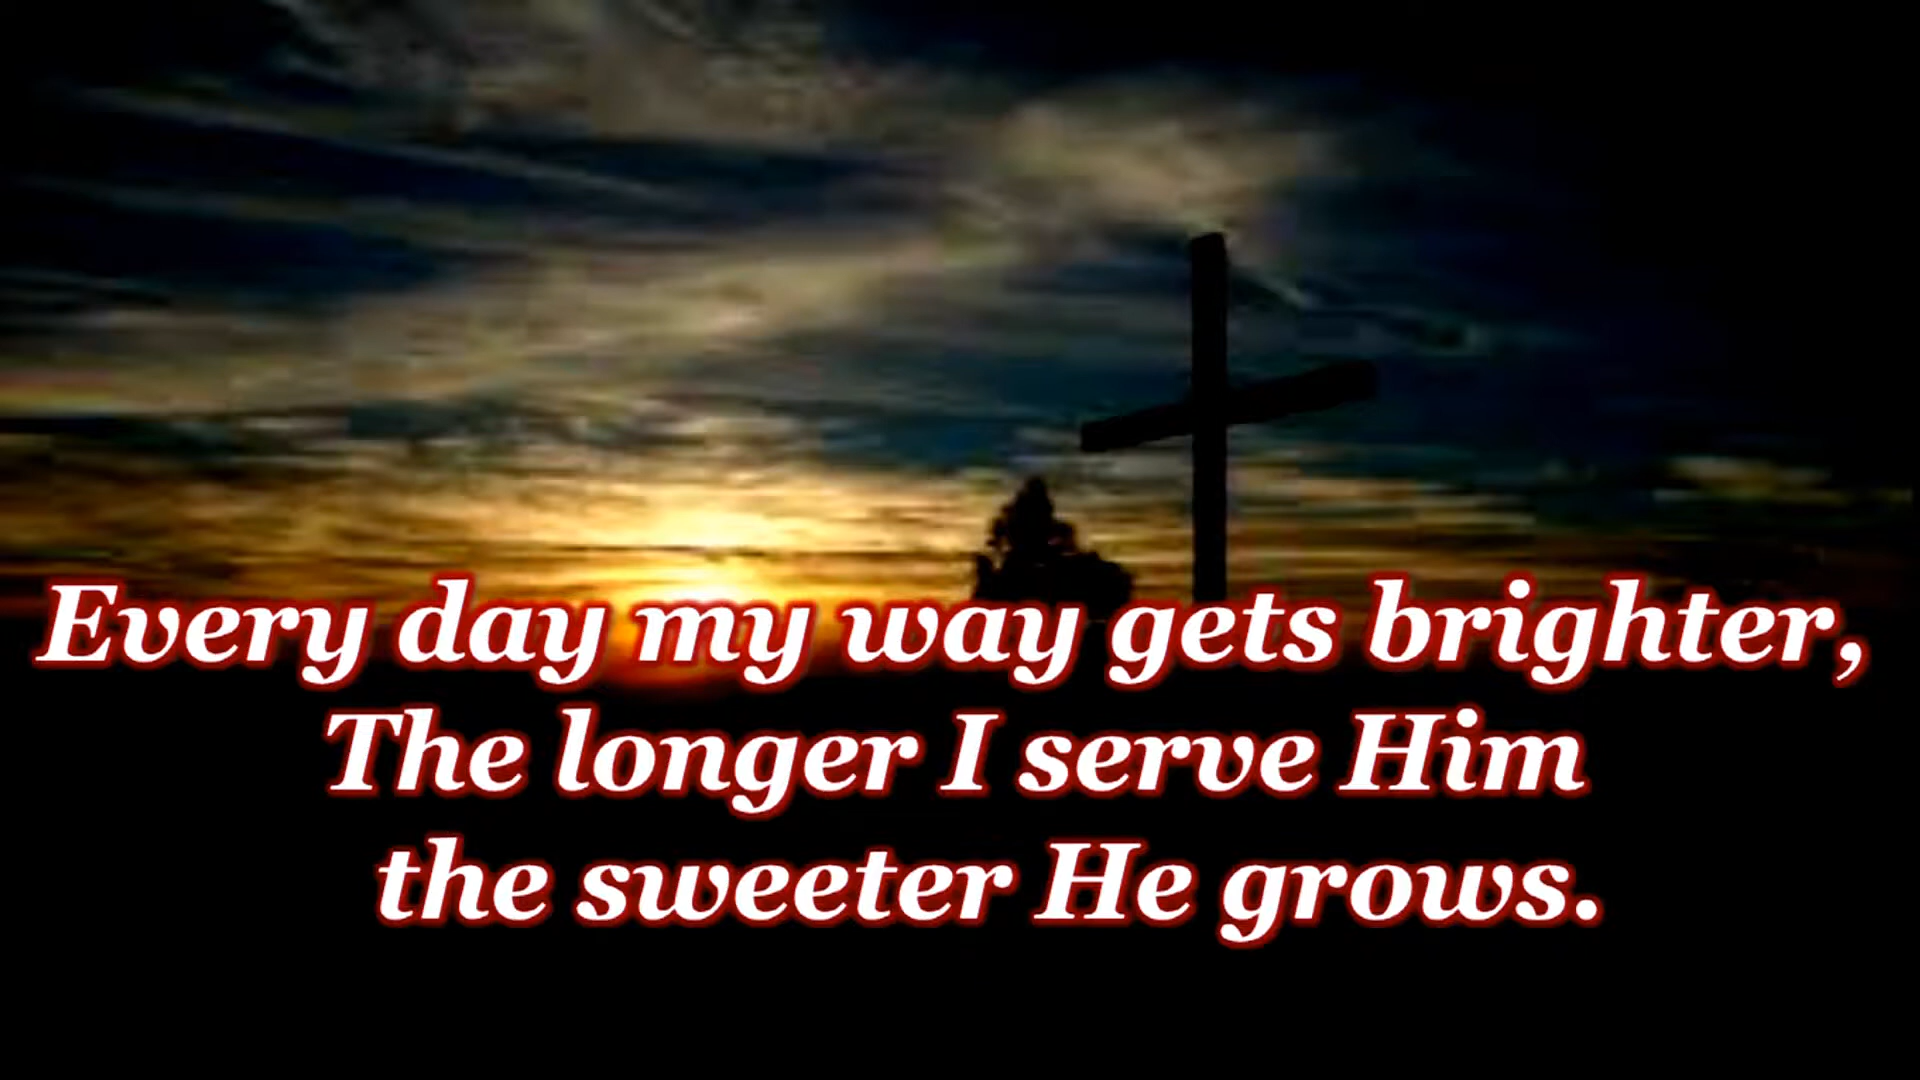 Every day my way gets brighter,
The longer I serve Him
the sweeter He grows.